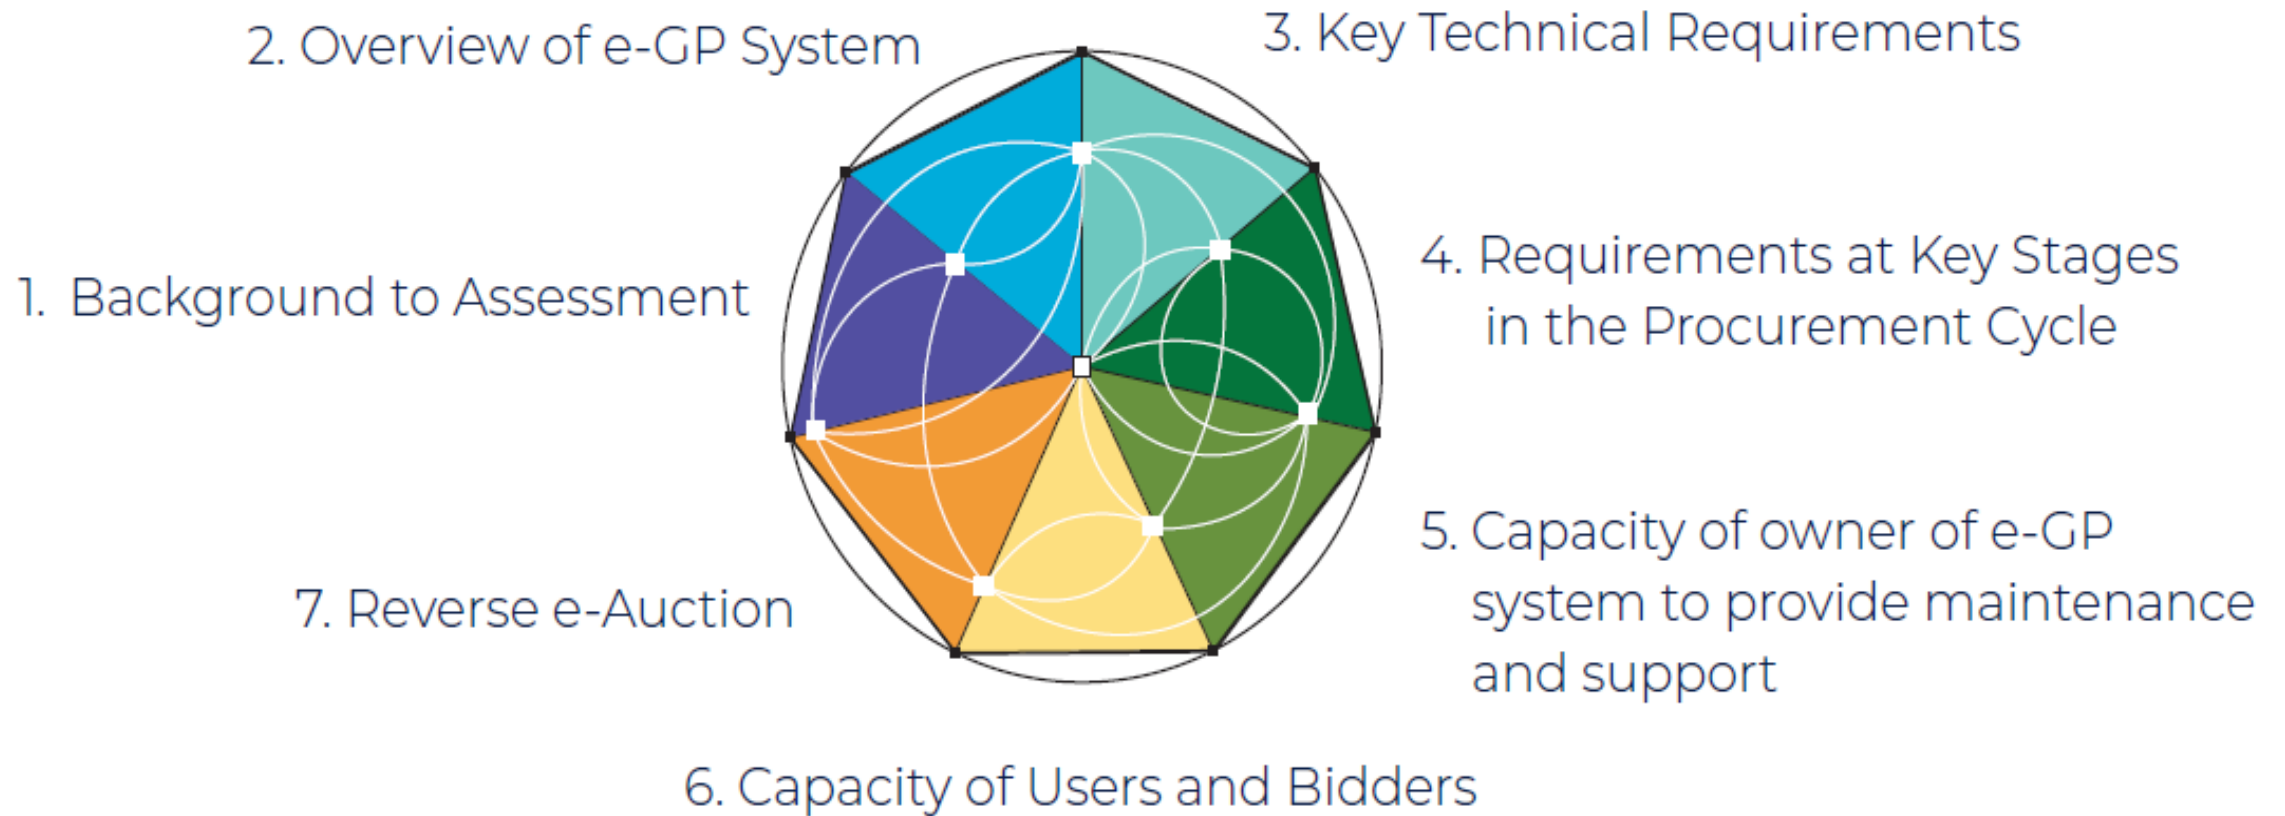 2. Overview of e-GP System
3. Key Technical Requirements
1. Background to Assessment
4. Requirements at Key Stages
in the Procurement Cycle
5. Capacity of owner of e-GP
system to provide maintenance
and support
7. Reverse e-Auction
6. Capacity of Users and Bidders